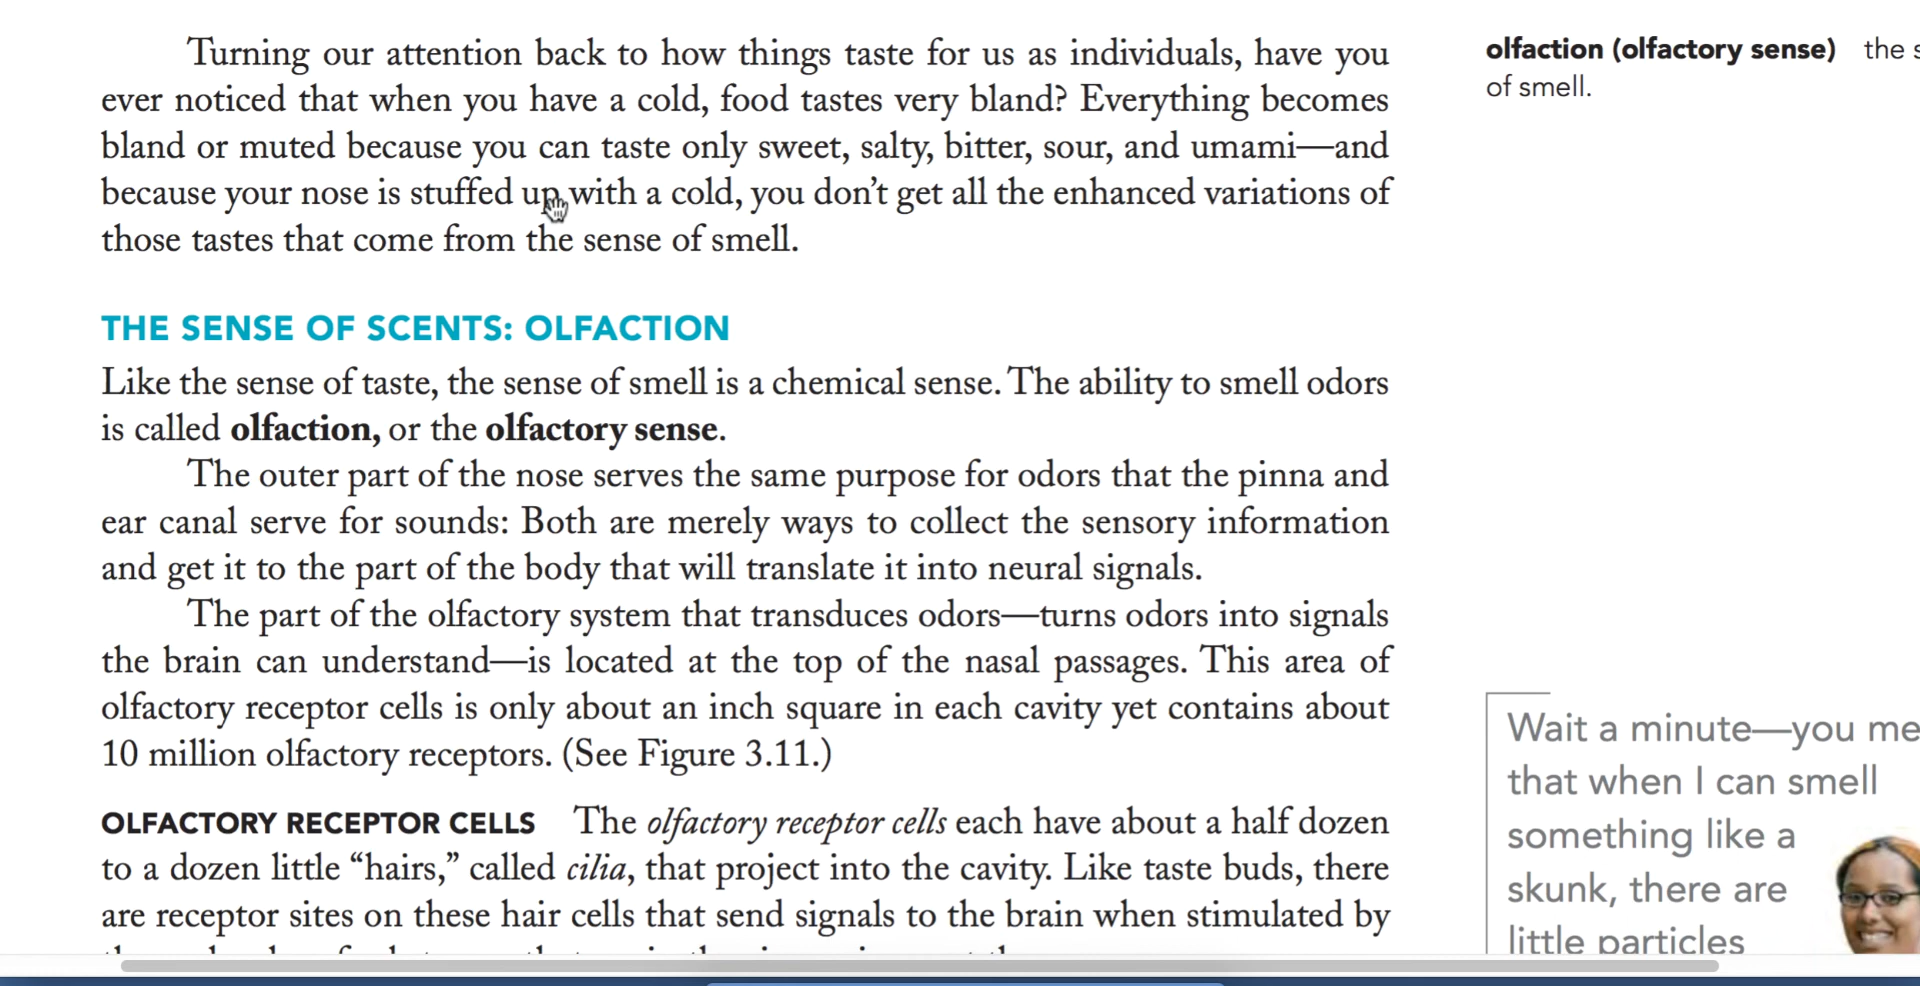 Turning our attention back to how things taste for us as individuals, have you
ever noticed that when you have a cold, food tastes very bland? Everything becomes
bland or muted because you can taste only sweet, salty, bitter, sour, and umami—and
because your nose is stuffed up with a cold, you don’t get all the enhanced variations of
those tastes that come from the sense of smell.
THE SENSE OF SCENTS: OLFACTION
Like the sense of taste, the sense of smell is a chemical sense. The ability to smell odors
is called olfaction, or the olfactory sense.
The outer part of the nose serves the same purpose for odors that the pinna and
ear canal serve for sounds: Both are merely ways to collect the sensory information
and get it to the part of the body that will translate it into neural signals.
The part of the olfactory system that transduces odors—turns odors into signals
the brain can understand—is located at the top of the nasal passages. This area of
olfactory receptor cells is only about an inch square in each cavity yet contains about
10 million olfactory receptors. (See Figure 3.11.)
OLFACTORY RECEPTOR CELLS The olfactory receptor cells each have about a half dozen
to a dozen little “hairs,” called cilia, that project into the cavity. Like taste buds, there
are receptor sites on these hair cells that send signals to the brain when stimulated by
olfaction (olfactory sense) the
of smell.
Wait a minute—you
that when I can smell
something like a
skunk, there are
little particles